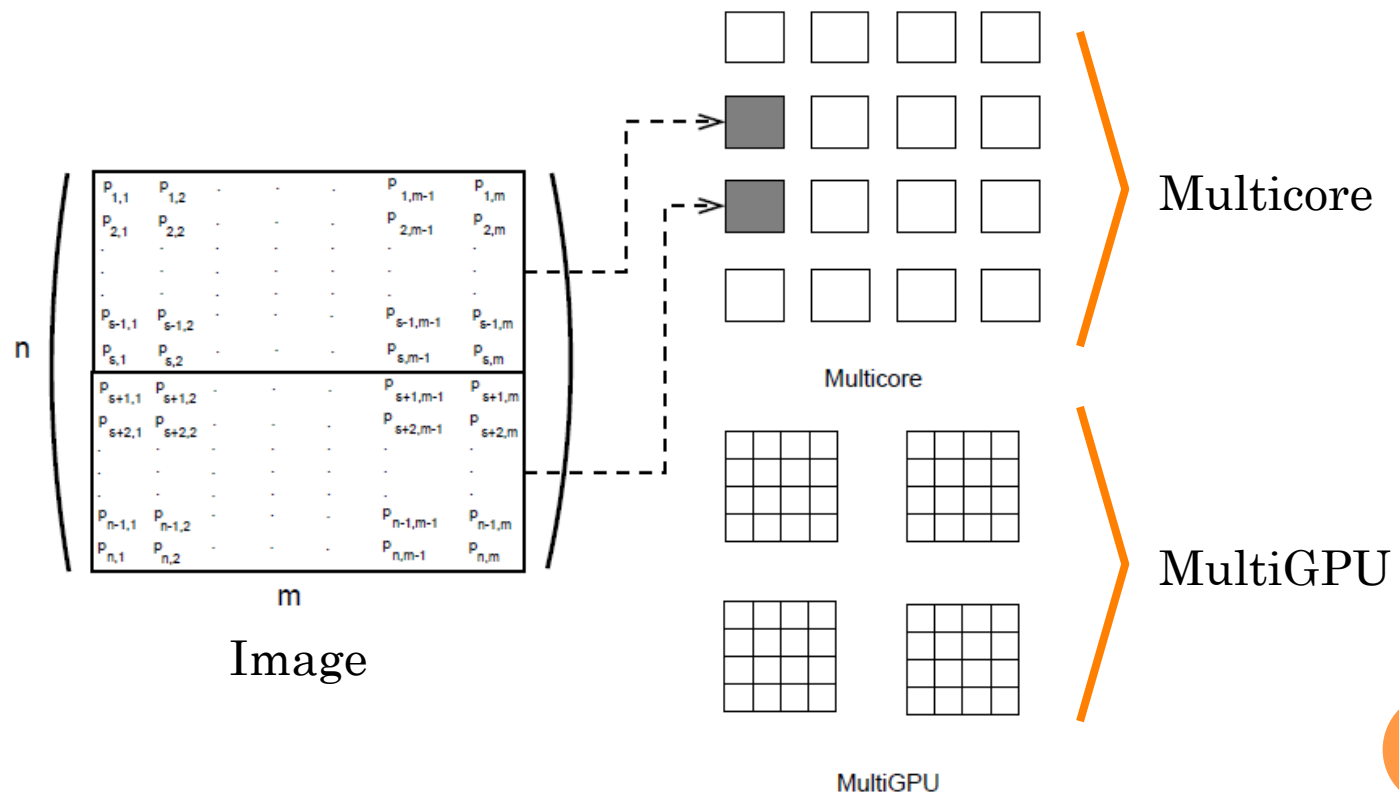 p1,1 p1,2 . . . p1,m-1 p1,m
p2,1 p2,2 . . . p2,m-1 p2,m
. . . . . . .
. . . . . . .
. . . . . . .
ps-1,1 ps-1,2 . . . ps-1,m-1 ps-1,m
ps,1 ps,2 . . . ps,m-1 ps,m
ps+1,1 ps+1,2 . . . ps+1,m-1 ps+1,m
ps+2,1 ps+2,2 . . . ps+2,m-1 ps+2,m
. . . . . . .
. . . . . . .
. . . . . . .
pn-1,1 pn-1,2 . . . pn-1,m-1 pn-1,m
pn,1 pn,2 . . . pn,m-1 pn,m
n
m
Image
Multicore
Multicore
MultiGPU
MultiGPU